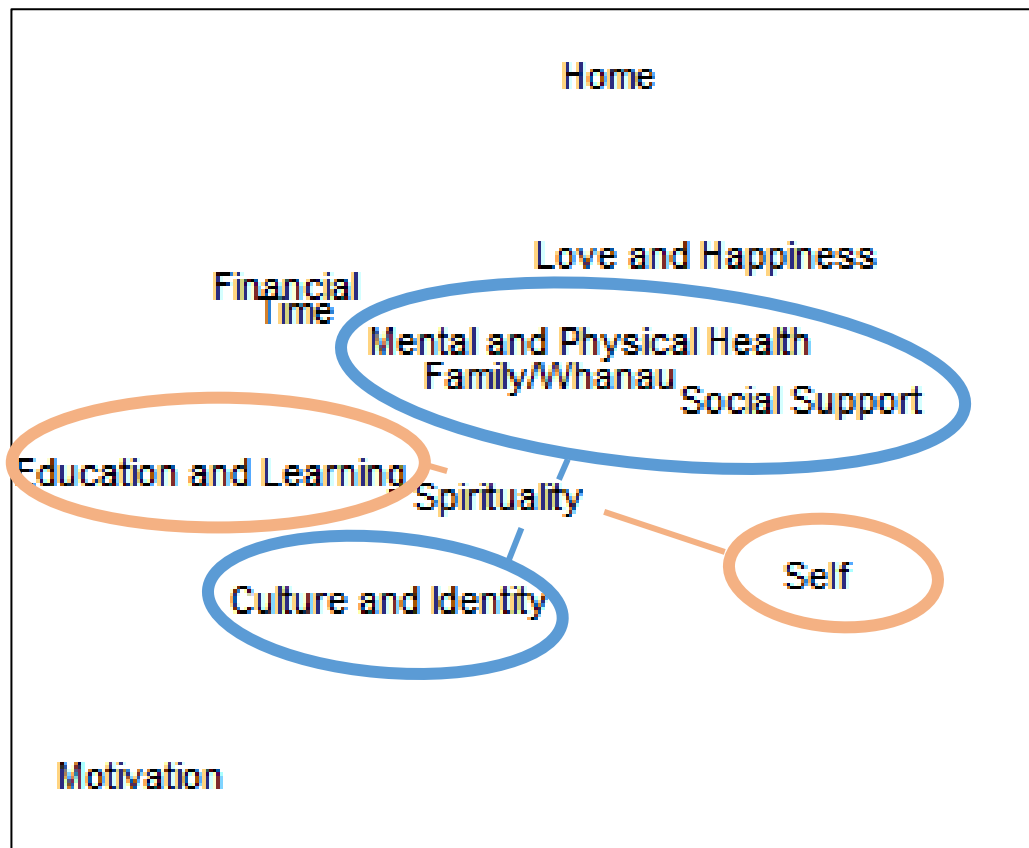 Home
Love and Happiness
Financial
Time
Mental and Physical Health
Family/Whanau
Social Support
Education and Learning
Spirituality
Self
Culture and Identity
Motivation